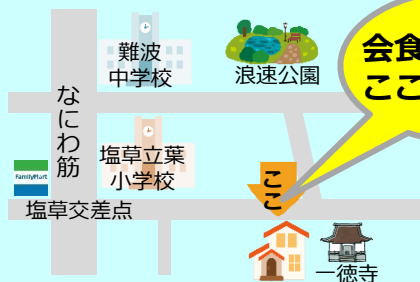 難波
中学校
浪速公園
会食
ここ
なにわ筋
塩草立葉
小学校
FamilyMart
ここ
塩草交差点
一徳寺